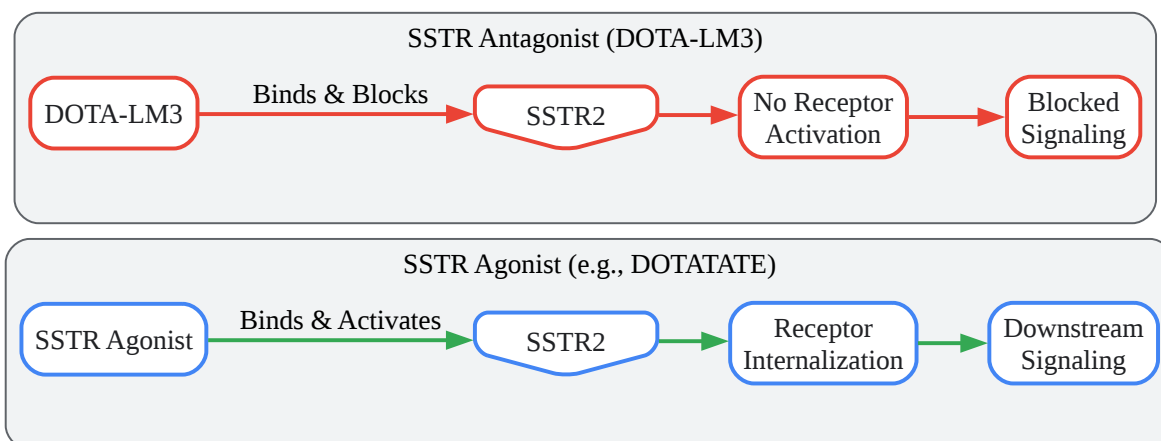 SSTR Antagonist (DOTA-LM3)
DOTA-LM3
Binds & Blocks
SSTR2
No Receptor
Activation
Blocked
Signaling
SSTR Agonist (e.g., DOTATATE)
SSTR Agonist
Binds & Activates
SSTR2
Receptor
Internalization
Downstream
Signaling